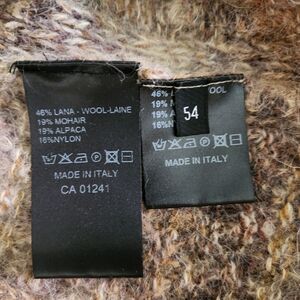 46% LANA - WOOL-LAINE
19% MOHAIR
19% ALPACA
16%NYLON
MADE IN ITALY
CA 01241
46% OOL
19% M
19% A
16%N
54
MADE IN ITALY